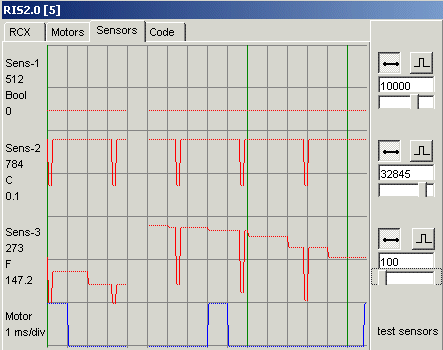 RIS2.0 [5]
RCX Motors Sensors Code
Sens-1
512
Bool
0
10000
Sens-2
784
C
0.1
32845
Sens-3
273
F
147.2
100
Motor
1 ms/div
test sensors